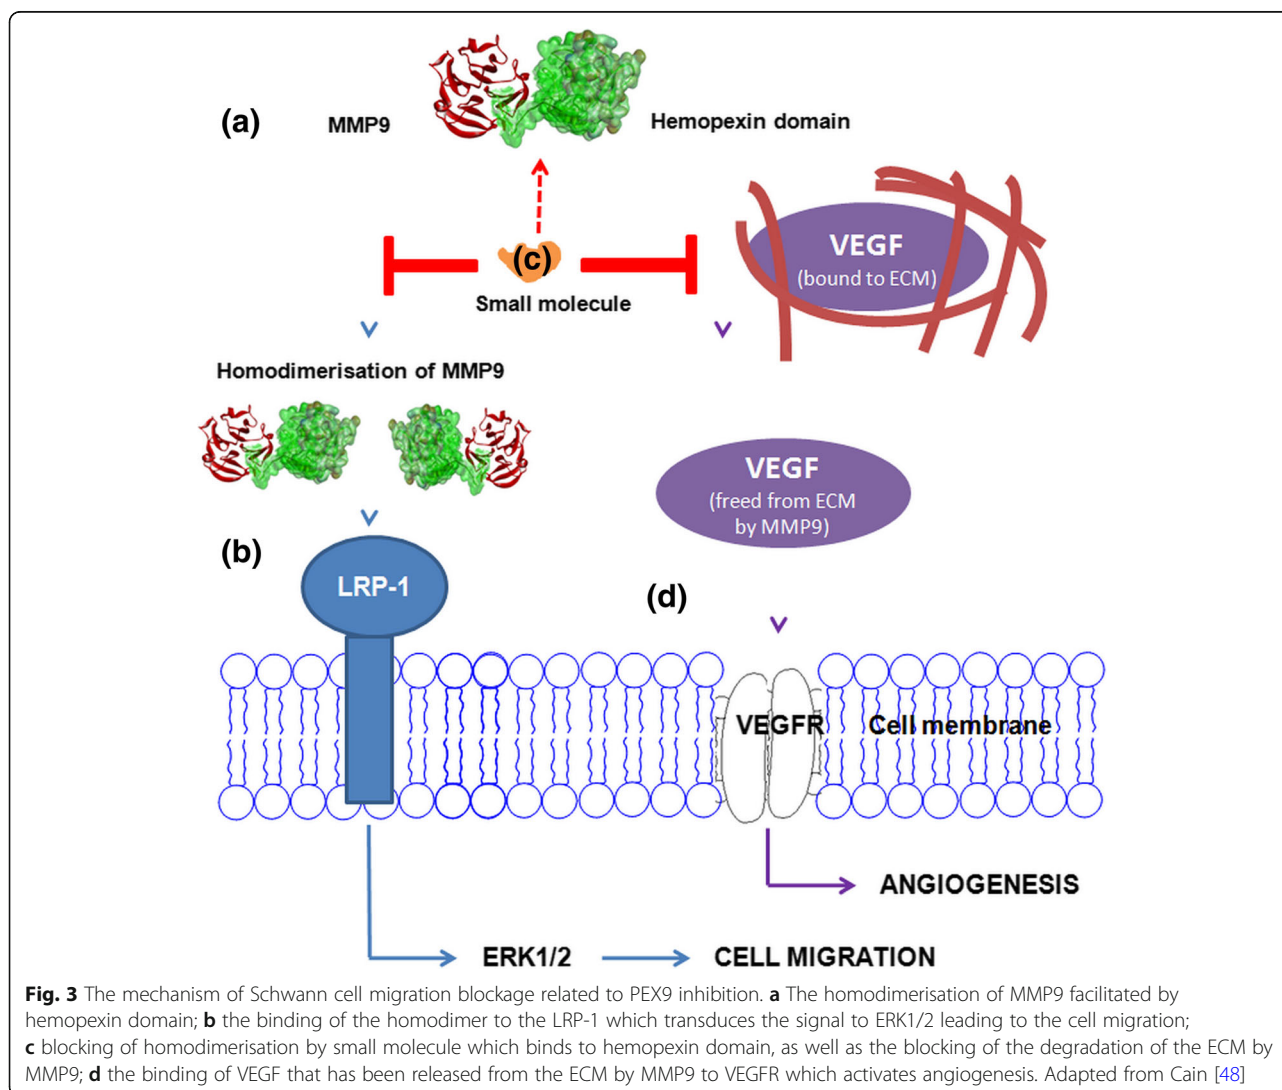 (a)
MMP9
Hemopexin domain
(c)
Small molecule
VEGF
(bound to ECM)
Homodimerisation of MMP9
VEGF
(freed from ECM
by MMP9)
(b)
LRP-1
(d)
VEGFR
Cell membrane
ANGIOGENESIS
ERK1/2
CELL MIGRATION
Fig. 3 The mechanism of Schwann cell migration blockage related to PEX9 inhibition. a The homodimerisation of MMP9 facilitated by
hemopexin domain; b the binding of the homodimer to the LRP-1 which transduces the signal to ERK1/2 leading to the cell migration;
c blocking of homodimerisation by small molecule which binds to hemopexin domain, as well as the blocking of the degradation of the ECM by
MMP9; d the binding of VEGF that has been released from the ECM by MMP9 to VEGFR which activates angiogenesis. Adapted from Cain [48]